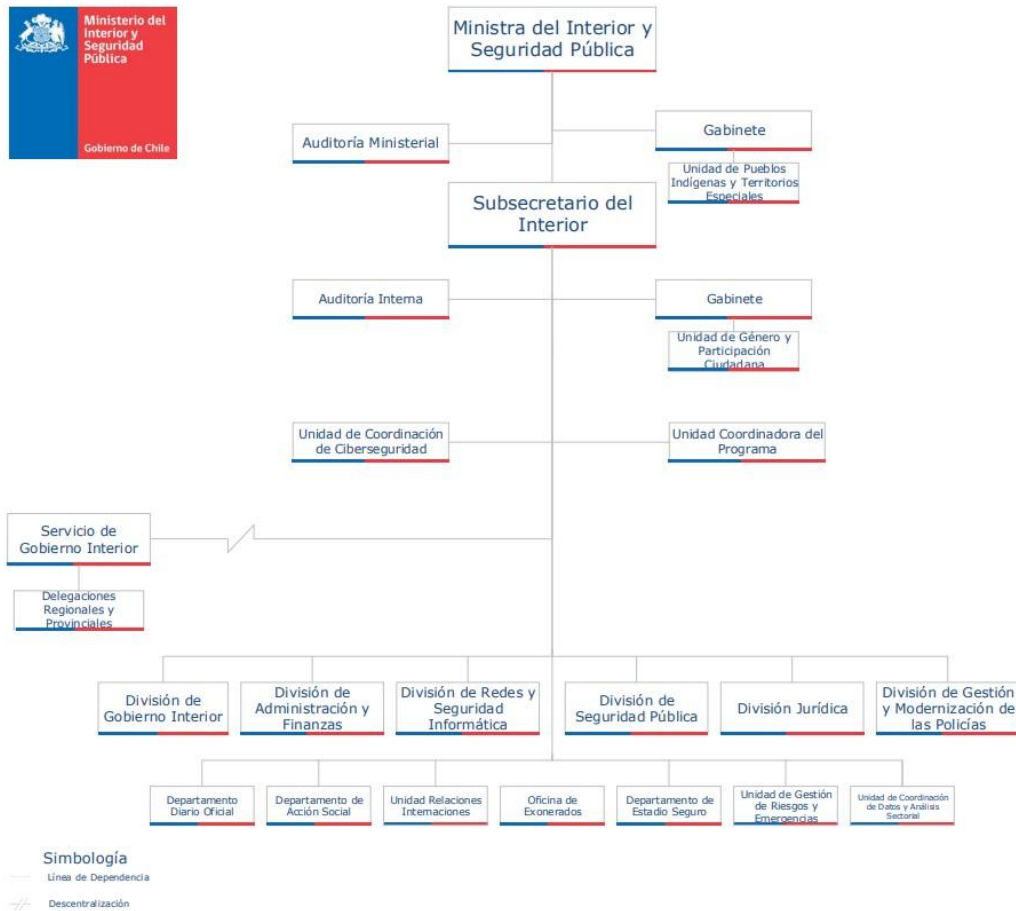 Ministerio del
Interior y
Seguridad
Pública
Gobierno de Chile
Ministra del Interior y
Seguridad Pública
Auditoría Ministerial
Gabinete
Unidad de Pueblos
Indígenas y Territorios
Especiales
Subsecretario del
Interior
Auditoría Interna
Gabinete
Unidad de Género y
Participación
Ciudadana
Unidad de Coordinación
de Ciberseguridad
Unidad Coordinadora del
Programa
Servicio de
Gobierno Interior
Delegaciones
Regionales y
Provinciales
División de
Gobierno Interior
División de
Administración y
Finanzas
División de Redes y
Seguridad
Informática
División de
Seguridad Pública
División Jurídica
División de Gestión
y Modernización de
las Policías
Departamento
Diario Oficial
Departamento de
Acción Social
Unidad Relaciones
Internaciones
Oficina de
Exonerados
Departamento de
Estadio Seguro
Unidad de Gestión
de Riesgos y
Emergencias
Unidad de Coordinación
de Datos y Análisis
Sectorial
Simbología
Línea de Dependencia
Descentralización